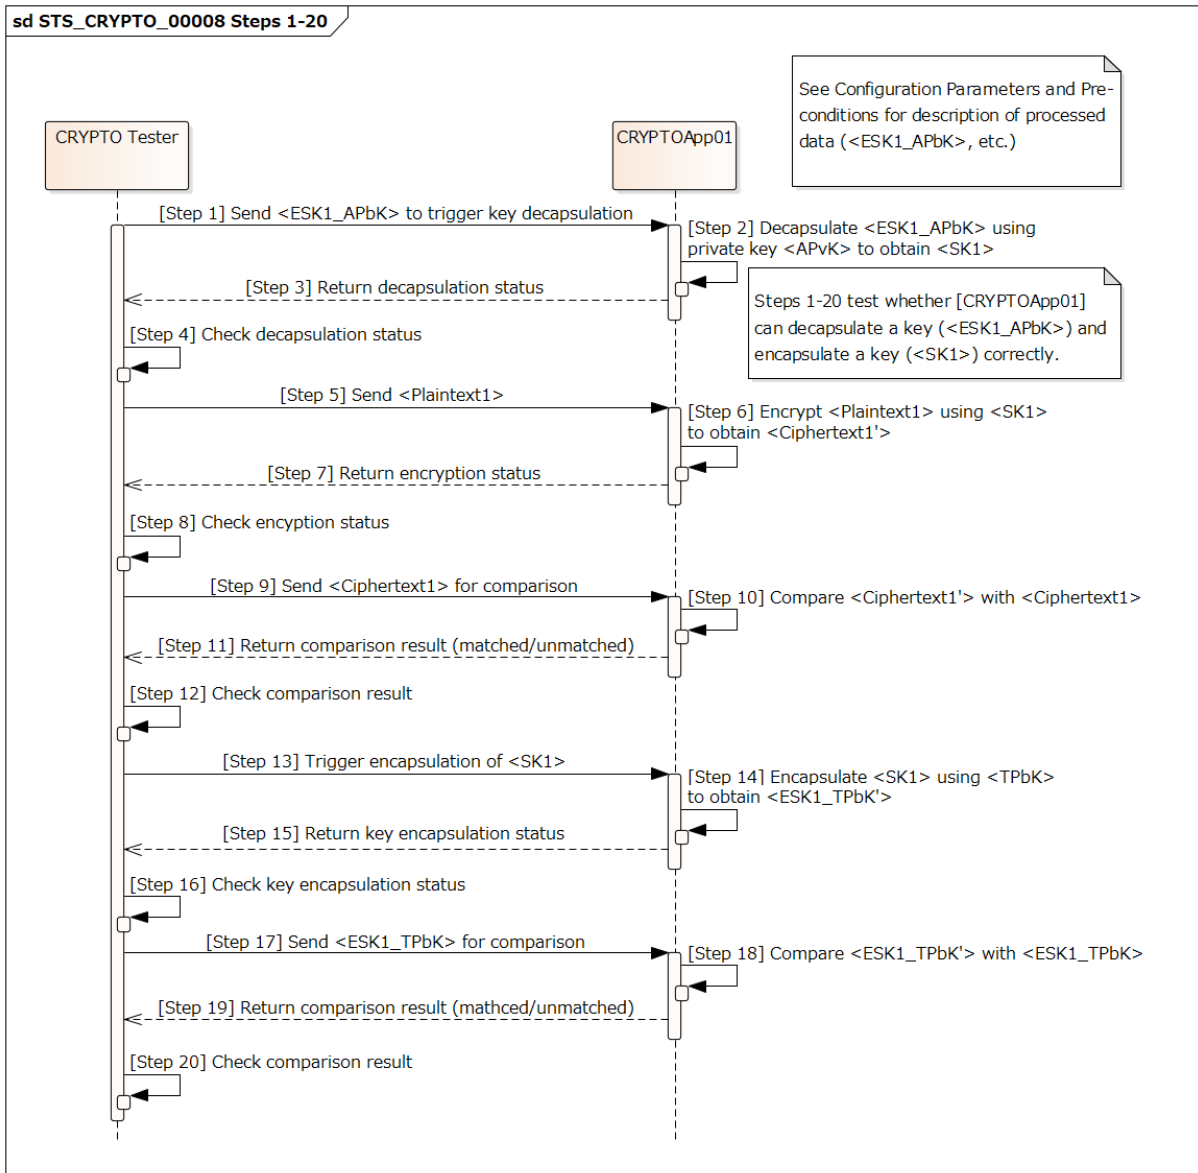 sd STS_CRYPTO_00008 Steps 1-20
See Configuration Parameters and Pre-
conditions for description of processed
data (<ESK1_APbK>, etc.)
CRYPTO Tester
CRYPTOApp01
[Step 1] Send <ESK1_APbK> to trigger key decapsulation
[Step 2] Decapsulate <ESK1_APbK> using
private key <APvK> to obtain <SK1>
[Step 3] Return decapsulation status
Steps 1-20 test whether [CRYPTOApp01]
can decapsulate a key (<ESK1_APbK>) and
encapsulate a key (<SK1>) correctly.
[Step 4] Check decapsulation status
[Step 5] Send <Plaintext1>
[Step 6] Encrypt <Plaintext1> using <SK1>
to obtain <Ciphertext1'>
[Step 7] Return encryption status
[Step 8] Check encyption status
[Step 9] Send <Ciphertext1> for comparison
[Step 10] Compare <Ciphertext1'> with <Ciphertext1>
[Step 11] Return comparison result (matched/unmatched)
[Step 12] Check comparison result
[Step 13] Trigger encapsulation of <SK1>
[Step 14] Encapsulate <SK1> using <TPbK>
to obtain <ESK1_TPbK'>
[Step 15] Return key encapsulation status
[Step 16] Check key encapsulation status
[Step 17] Send <ESK1_TPbK> for comparison
[Step 18] Compare <ESK1_TPbK'> with <ESK1_TPbK>
[Step 19] Return comparison result (mathced/unmatched)
[Step 20] Check comparison result